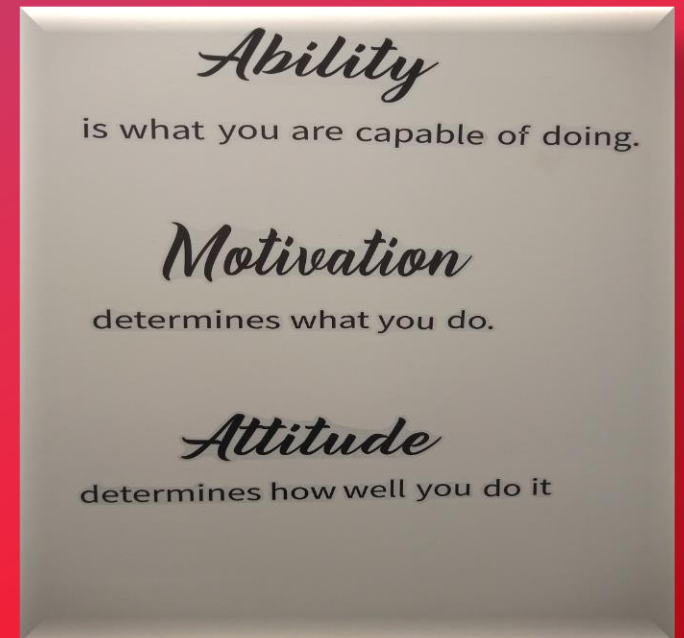 Ability
is what you are capable of doing.
Motivation
determines what you do.
Attitude
determines how well you do it